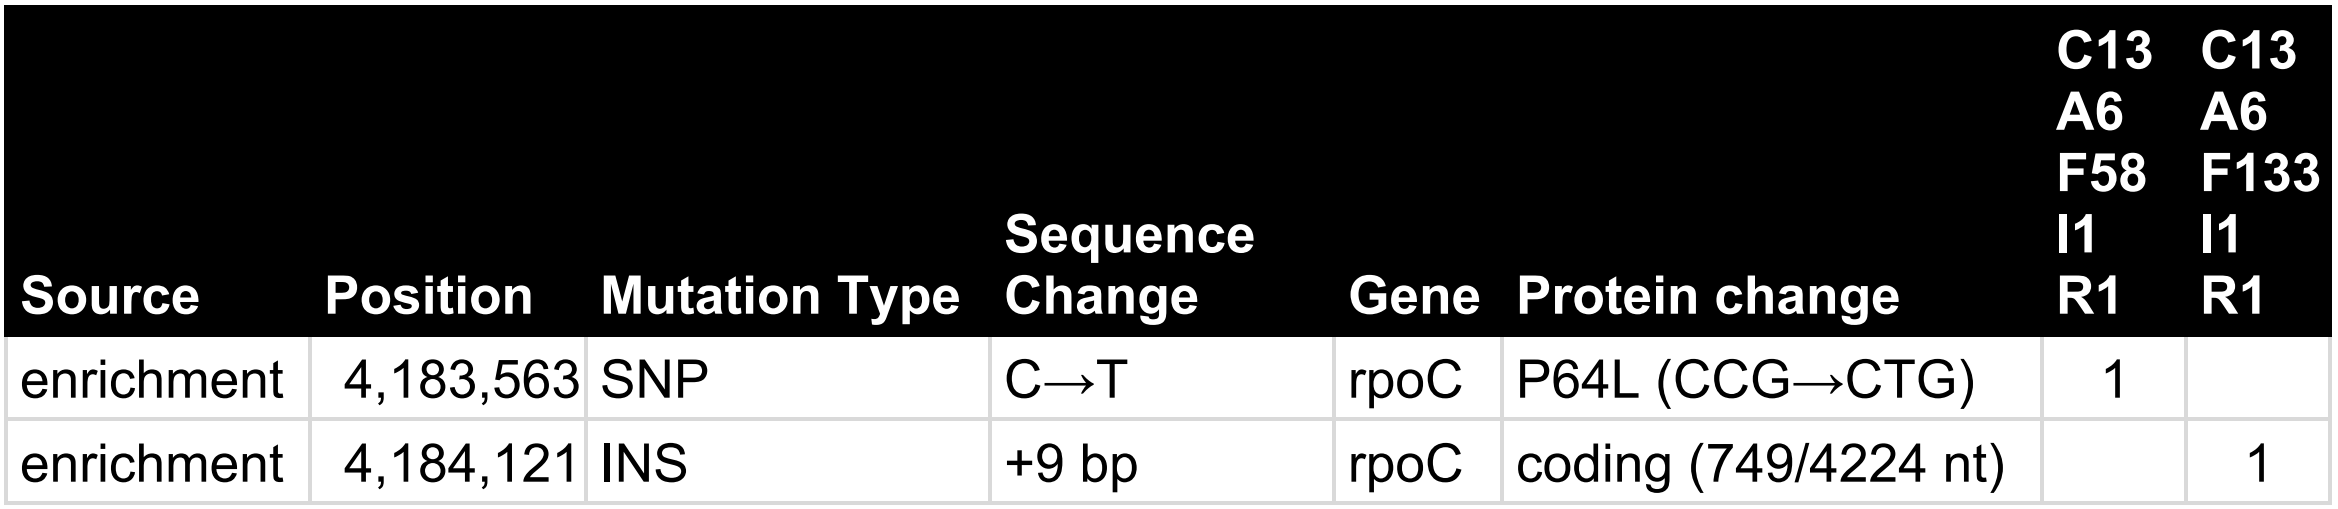 Source Position Mutation Type Sequence Change Gene Protein change C13 A6 F58 I1 R1 C13 A6 F133 I1 R1
enrichment 4,183,563 SNP C→T rpoC P64L (CCG→CTG) 1
enrichment 4,184,121 INS +9 bp rpoC coding (749/4224 nt) 1